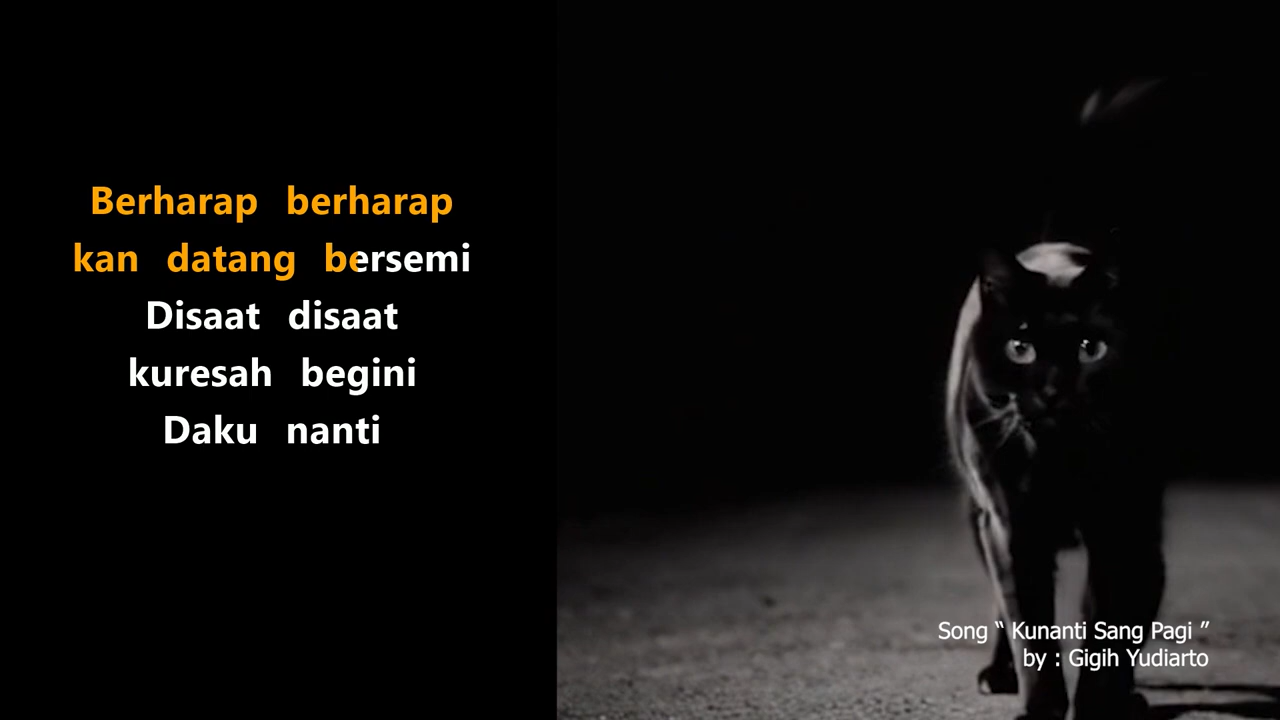 Berharap berharap
kan datang bersemi
Disaat disaat
kuresah begini
Daku nanti
Song “ Kunanti Sang Pagi ”
by : Gigih Yudiarto